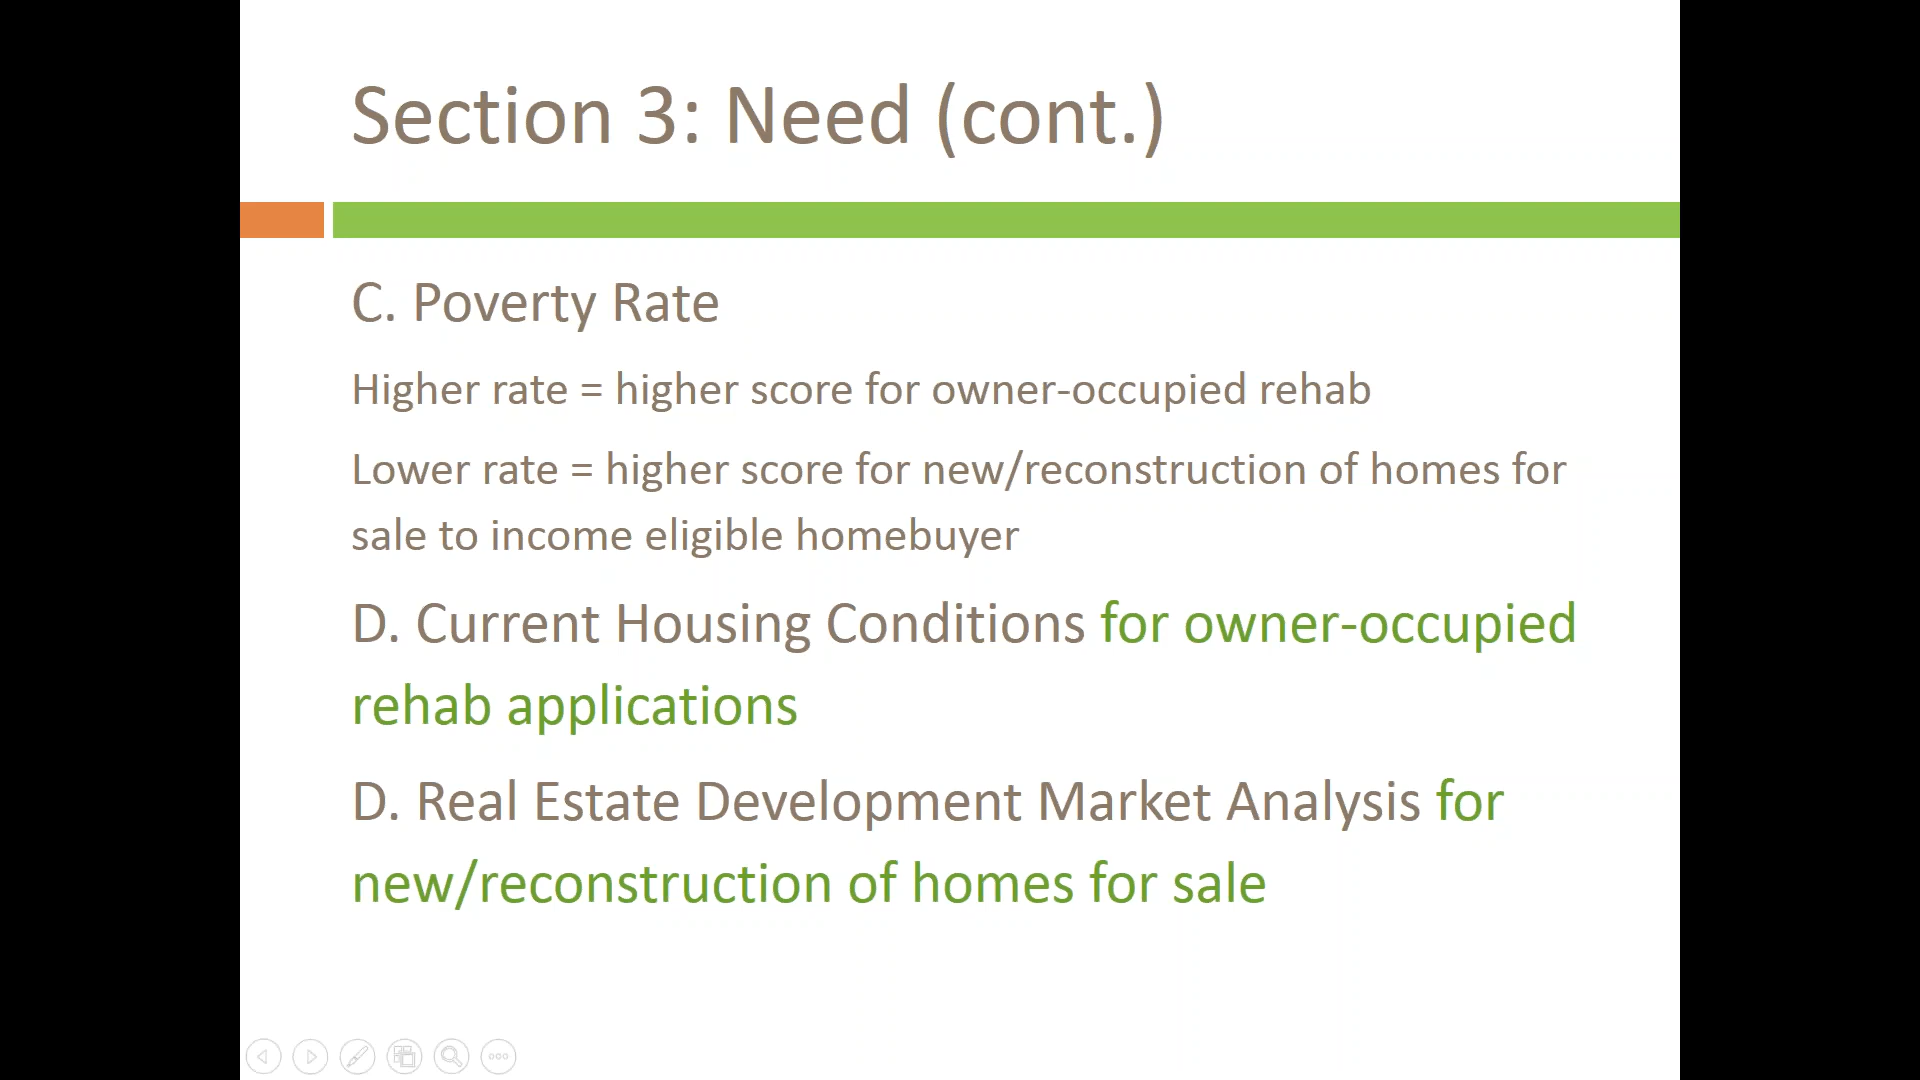 Section 3: Need (cont.)
C. Poverty Rate
Higher rate = higher score for owner-occupied rehab
Lower rate = higher score for new/reconstruction of homes for
sale to income eligible homebuyer
D. Current Housing Conditions for owner-occupied
rehab applications
D. Real Estate Development Market Analysis for
new/reconstruction of homes for sale